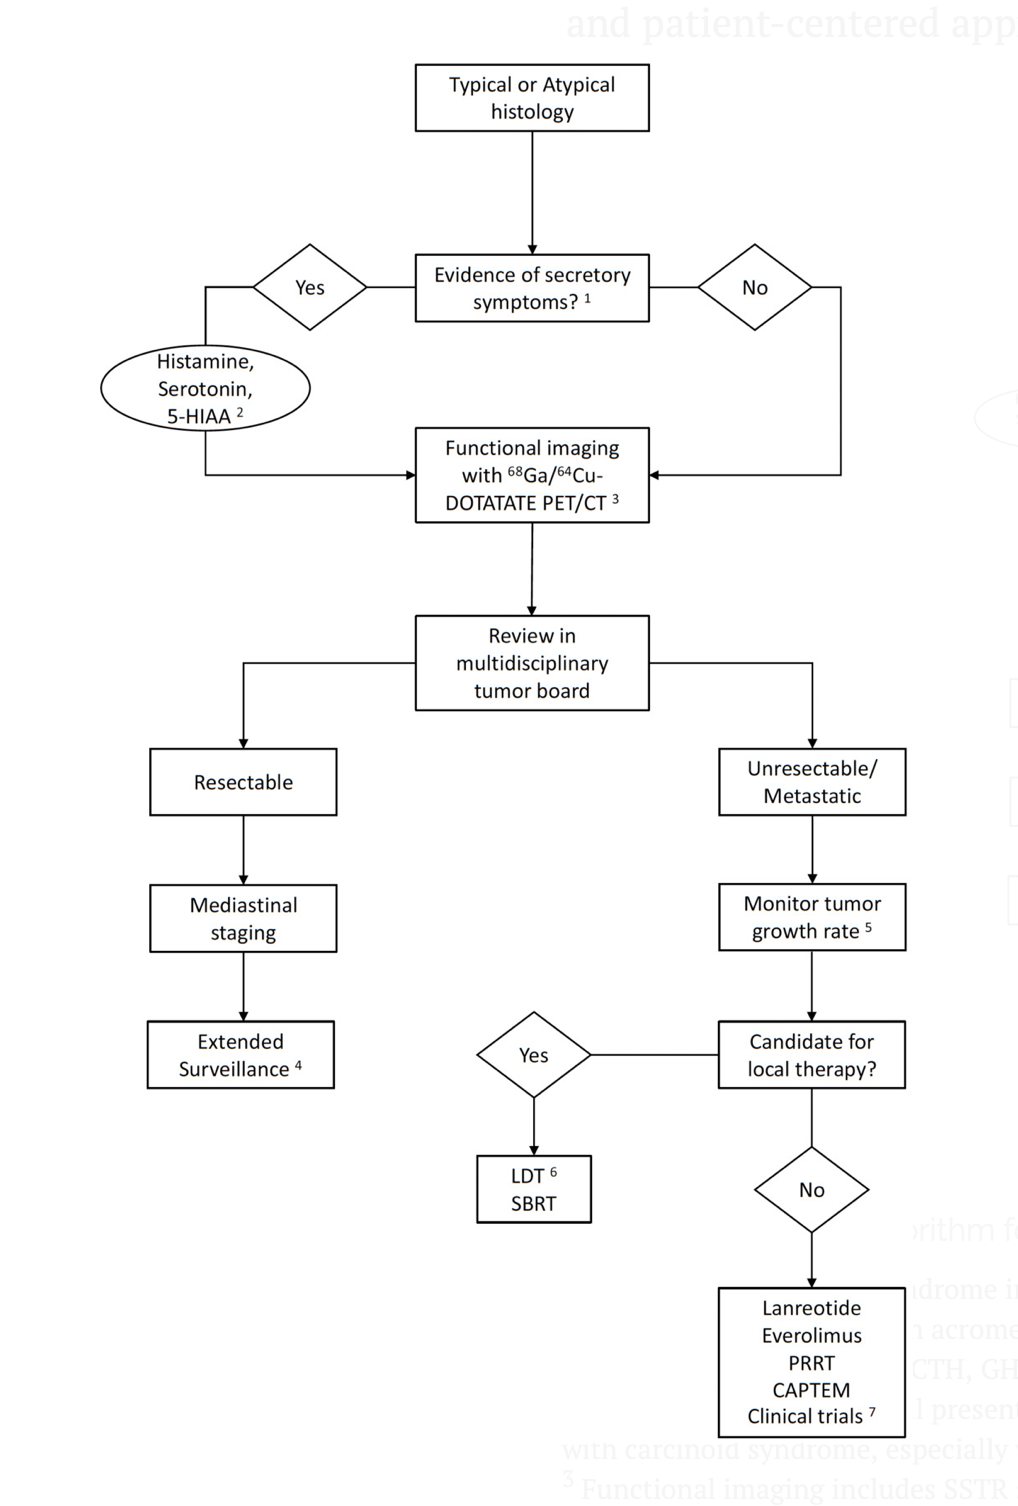 and patient-centered app
Typical or Atypical
histology
Yes
Evidence of secretory
symptoms? 1
No
Histamine,
Serotonin,
5-HIAA 2
Functional imaging
with 68Ga/64Cu-
DOTATATE PET/CT 3
Review in
multidisciplinary
tumor board
Resectable
Unresectable/
Metastatic
Mediastinal
staging
Monitor tumor
growth rate 5
Extended
Surveillance 4
Yes
Candidate for
local therapy?
LDT 6
SBRT
No
Lanreotide
Everolimus
PRRT
CAPTEM
Clinical trials 7
with carcinoid syndrome, especially
3 Functional imaging includes SSTR